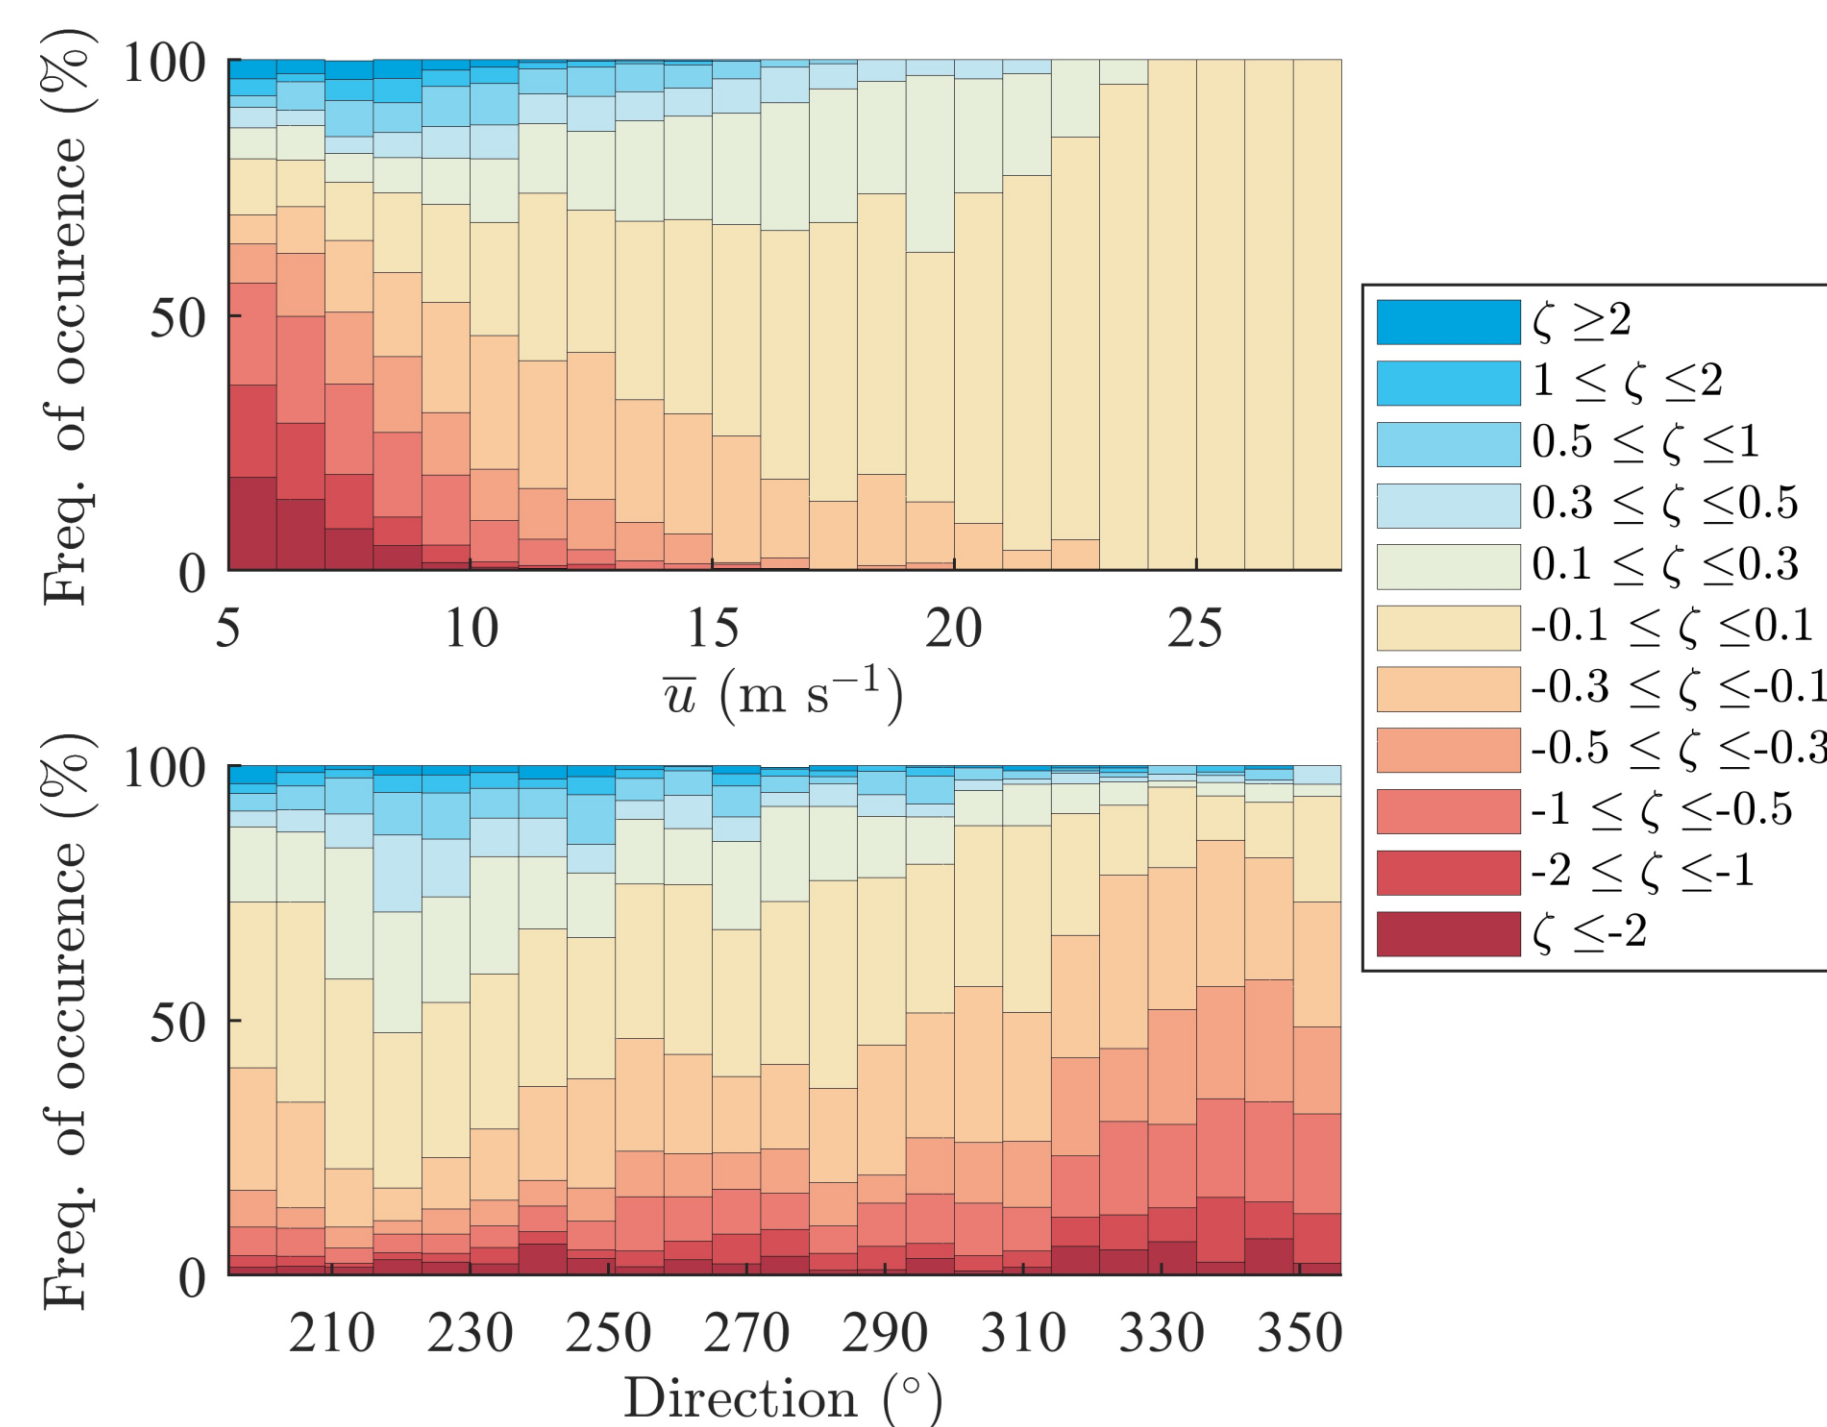 Freq. of occurence (%)
100
50
0
5 10 15 20 25
u̅ (m s⁻¹)
ζ ≥2
1 ≤ ζ ≤2
0.5 ≤ ζ ≤1
0.3 ≤ ζ ≤0.5
0.1 ≤ ζ ≤0.3
-0.1 ≤ ζ ≤0.1
-0.3 ≤ ζ ≤-0.1
-0.5 ≤ ζ ≤-0.3
-1 ≤ ζ ≤-0.5
-2 ≤ ζ ≤-1
ζ ≤-2
Freq. of occurence (%)
100
50
0
210 230 250 270 290 310 330 350
Direction (°)